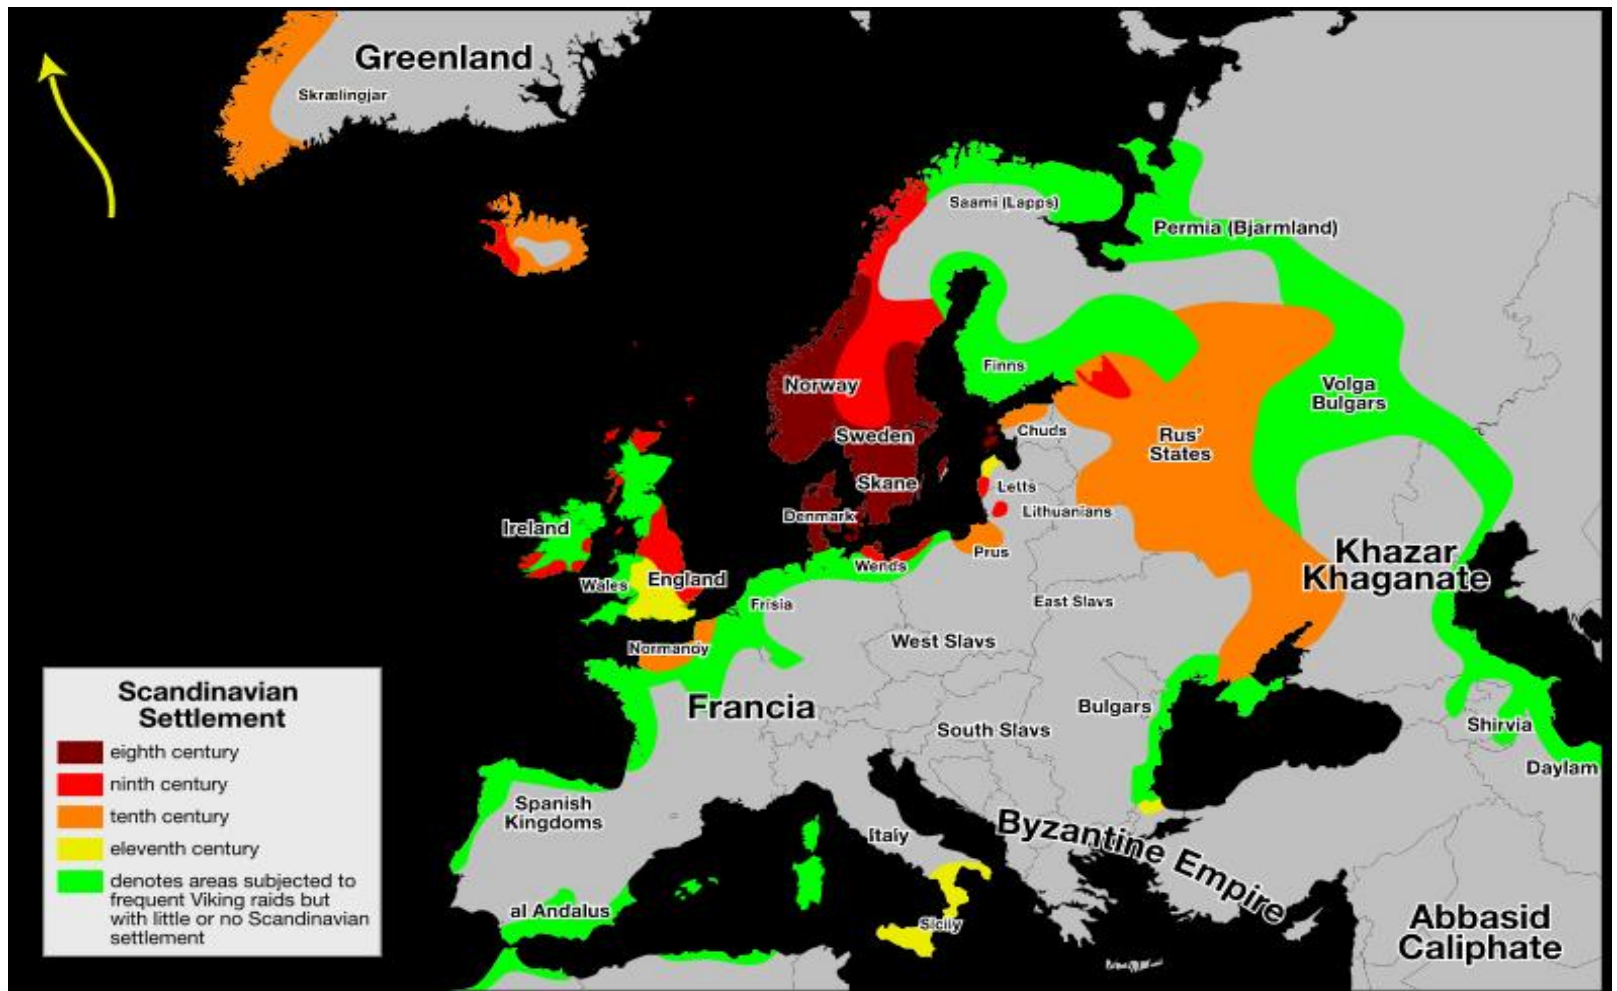 Greenland
Skrælingjar
Saami (Lapps)
Permia (Bjarmland)
Norway
Finns
Volga
Bulgars
Sweden
Chuds
Rus'
States
Skane
Letts
Denmark
Lithuanians
Ireland
Prus
Wends
Khazar
Khaganate
Wales
England
Frisia
East Slavs
Normandy
West Slavs
Francia
Bulgars
South Slavs
Shirvia
Daylam
Spanish
Kingdoms
Italy
Byzantine Empire
al Andalus
Sicily
Abbasid
Caliphate
Scandinavian
Settlement
eighth century
ninth century
tenth century
eleventh century
denotes areas subjected to
frequent Viking raids but
with little or no Scandinavian
settlement